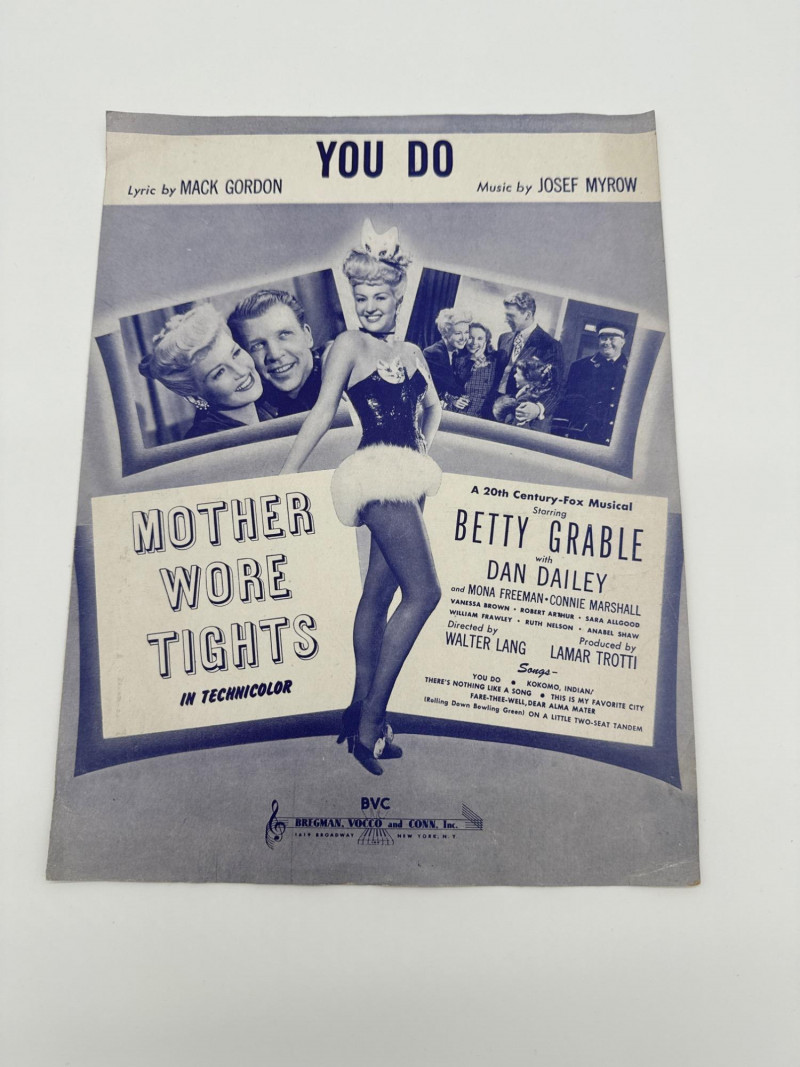 YOU DO
Lyric by MACK GORDON
Music by JOSEF MYROW
MOTHER
WORE
TIGHTS
IN TECHNICOLOR
A 20th Century-Fox Musical
Starring
BETTY GRABLE
with
DAN DAILEY
and MONA FREEMAN • CONNIE MARSHALL
VANESSA BROWN • ROBERT ARTHUR • SARA ALLGOOD
WILLIAM FRAWLEY • RUTH NELSON • ANABEL SHAW
Directed by
WALTER LANG
Produced by
LAMAR TROTTI
Songs—
YOU DO • KOKOMO, INDIAN/
THERE'S NOTHING LIKE A SONG • THIS IS MY FAVORITE CITY
FARE-THEE-WELL, DEAR ALMA MATER
(Rolling Down Bowling Green) ON A LITTLE TWO-SEAT TANDEM
BVC
BREGMAN, VOCCO and CONN, Inc.
1619 BROADWAY NEW YORK, N.Y.